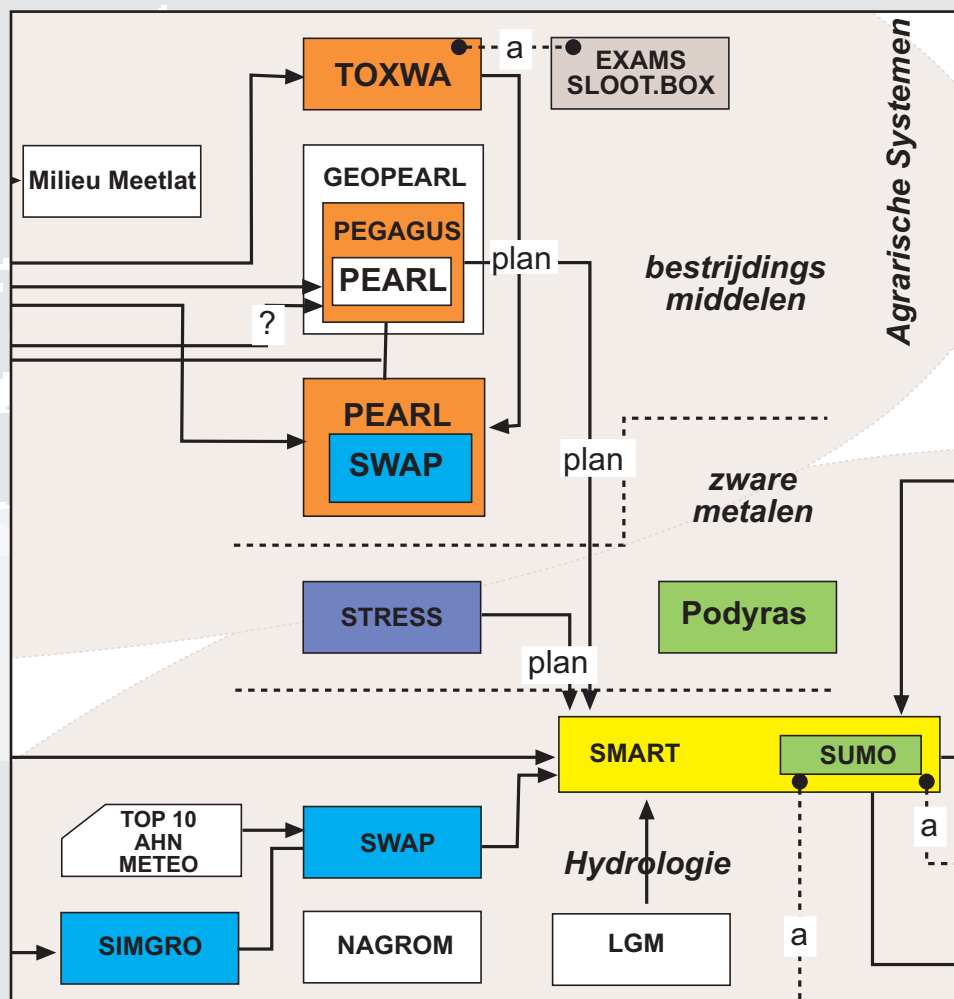 TOXWA
a
EXAMS
SLOOT.BOX
Agrarische Systemen
Milieu Meetlat
GEOPEARL
PEGAGUS
PEARL
plan
bestrijdings
middelen
?
PEARL
SWAP
plan
zware
metalen
STRESS
Podyras
plan
SMART
SUMO
TOP 10
AHN
METEO
SWAP
a
Hydrologie
SIMGRO
NAGROM
LGM
a